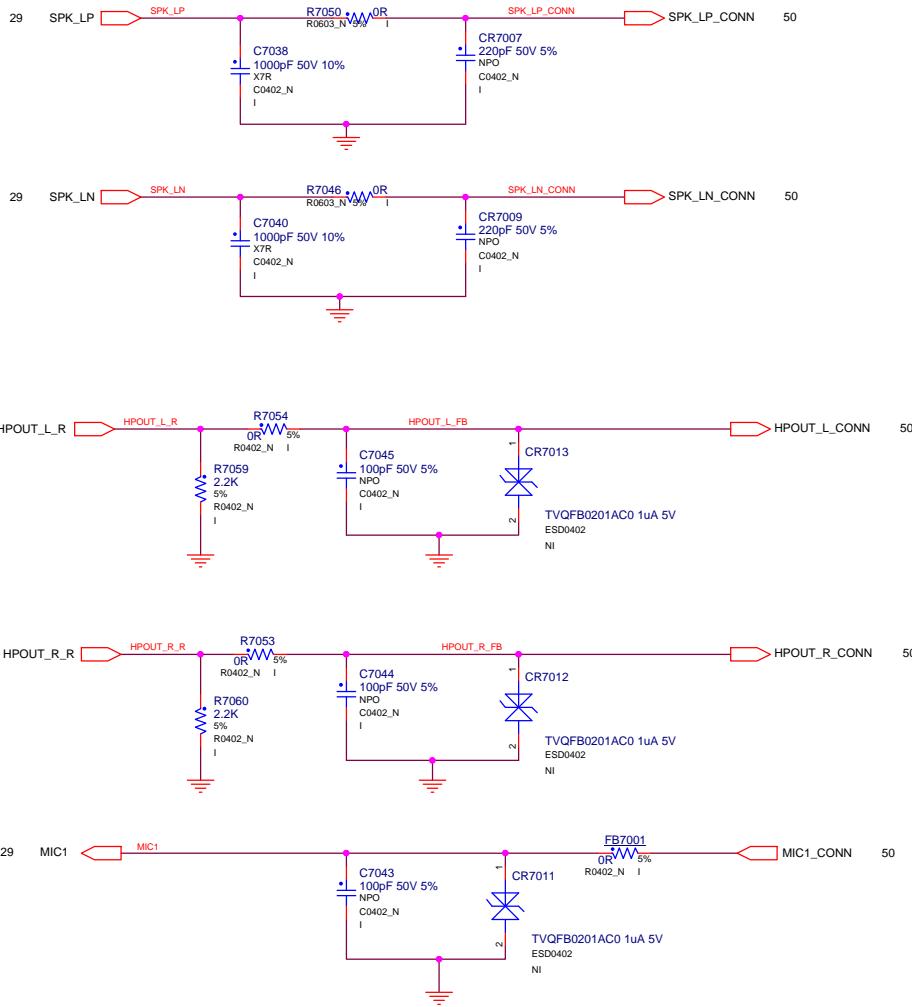 29 SPK_LP SPK_LP R7050 0R SPK_LP_CONN SPK_LP_CONN 50
R0603_N 5% I
C7038
1000pF 50V 10%
X7R
C0402_N
I
CR7007
220pF 50V 5%
NPO
C0402_N
I
29 SPK_LN SPK_LN R7046 0R SPK_LN_CONN SPK_LN_CONN 50
R0603_N 5% I
C7040
1000pF 50V 10%
X7R
C0402_N
I
CR7009
220pF 50V 5%
NPO
C0402_N
I
HPOUT_L_R HPOUT_L_R R7054 HPOUT_L_FB HPOUT_L_CONN 50
0R 5%
R0402_N I
R7059
2.2K
5%
R0402_N
I
C7045
100pF 50V 5%
NPO
C0402_N
I
1
CR7013
2
TVQFB0201AC0 1uA 5V
ESD0402
NI
HPOUT_R_R HPOUT_R_R R7053 HPOUT_R_FB HPOUT_R_CONN 50
0R 5%
R0402_N I
R7060
2.2K
5%
R0402_N
I
C7044
100pF 50V 5%
NPO
C0402_N
I
1
CR7012
2
TVQFB0201AC0 1uA 5V
ESD0402
NI
29 MIC1 MIC1 FB7001 MIC1_CONN 50
0R 5%
R0402_N I
C7043
100pF 50V 5%
NPO
C0402_N
I
1
CR7011
2
TVQFB0201AC0 1uA 5V
ESD0402
NI